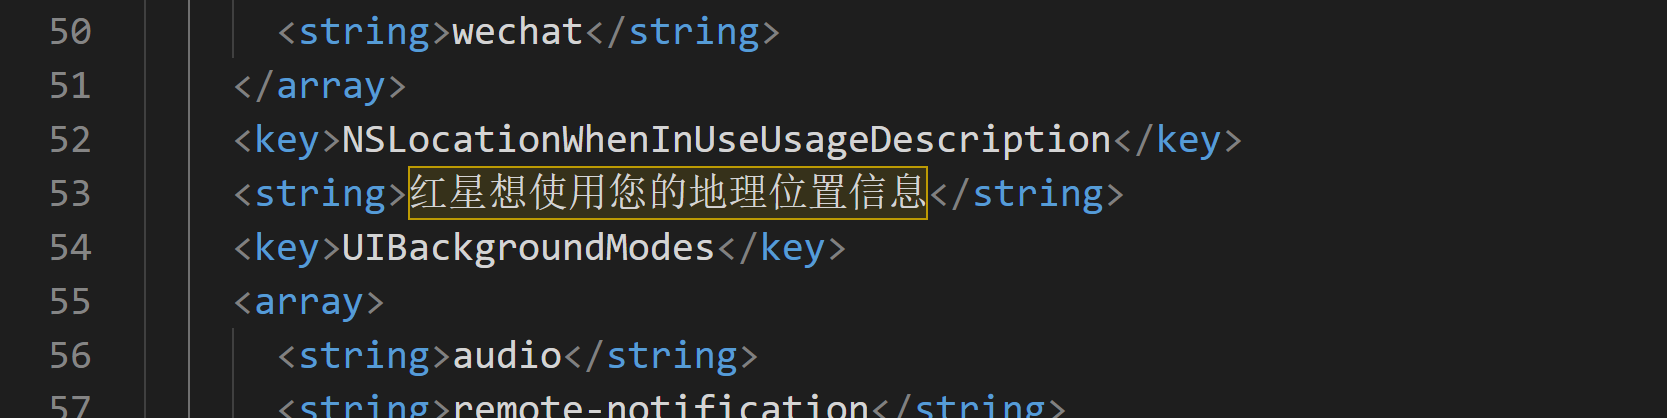 50 <string>wechat</string>
51 </array>
52 <key>NSLocationWhenInUseUsageDescription</key>
53 <string>红星想使用您的地理位置信息</string>
54 <key>UIBackgroundModes</key>
55 <array>
56 <string>audio</string>
57 <string>remote-notification</string>